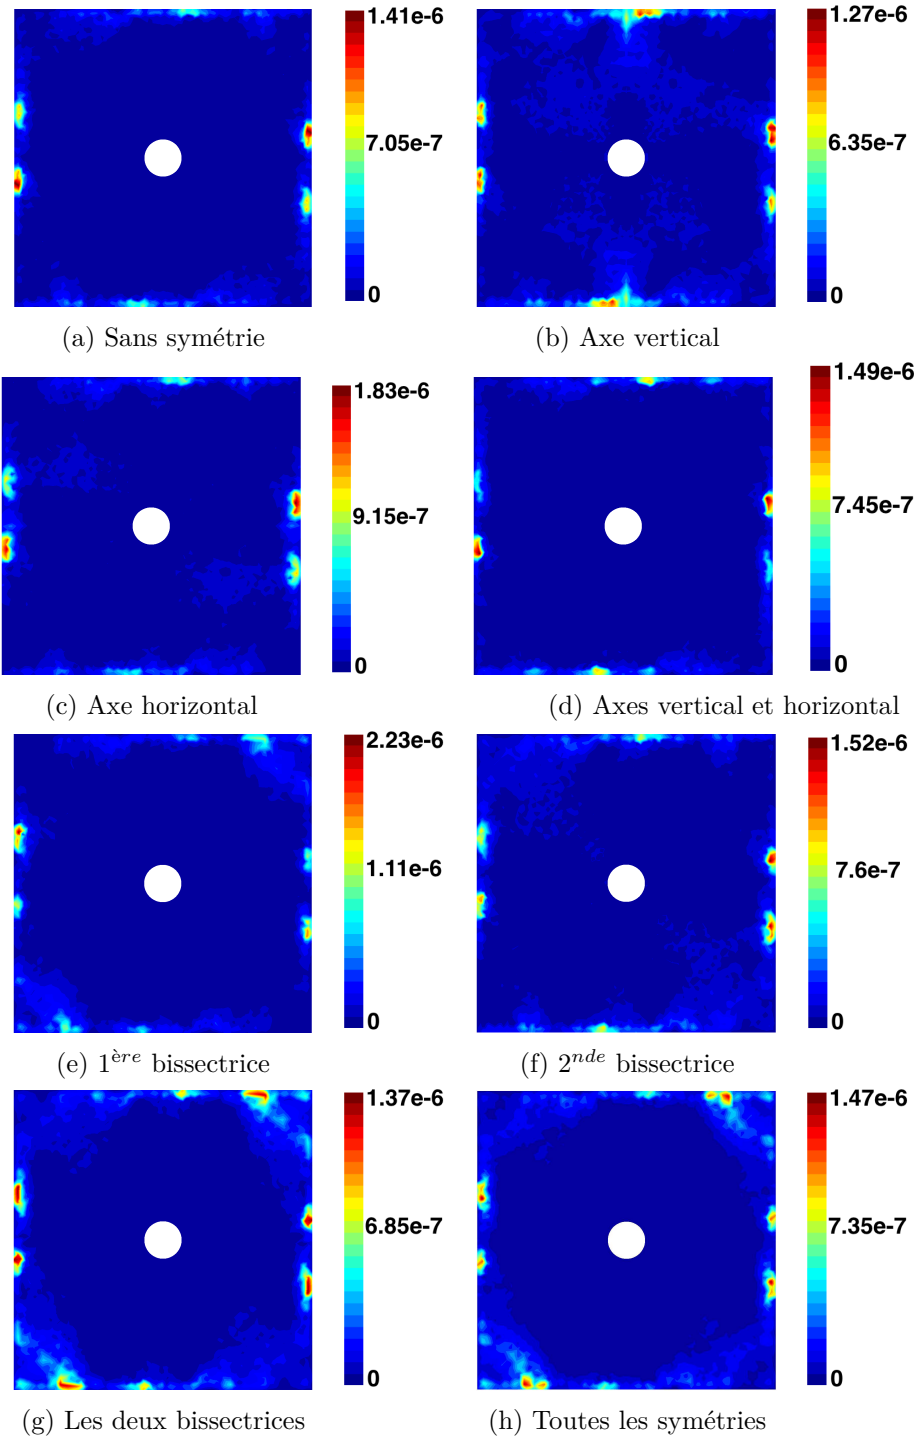 1.41e-6
7.05e-7
0
(a) Sans symétrie
1.27e-6
6.35e-7
0
(b) Axe vertical
1.83e-6
9.15e-7
0
(c) Axe horizontal
1.49e-6
7.45e-7
0
(d) Axes vertical et horizontal
2.23e-6
1.11e-6
0
(e) 1ère bissectrice
1.52e-6
7.6e-7
0
(f) 2nde bissectrice
1.37e-6
6.85e-7
0
(g) Les deux bissectrices
1.47e-6
7.35e-7
0
(h) Toutes les symétries